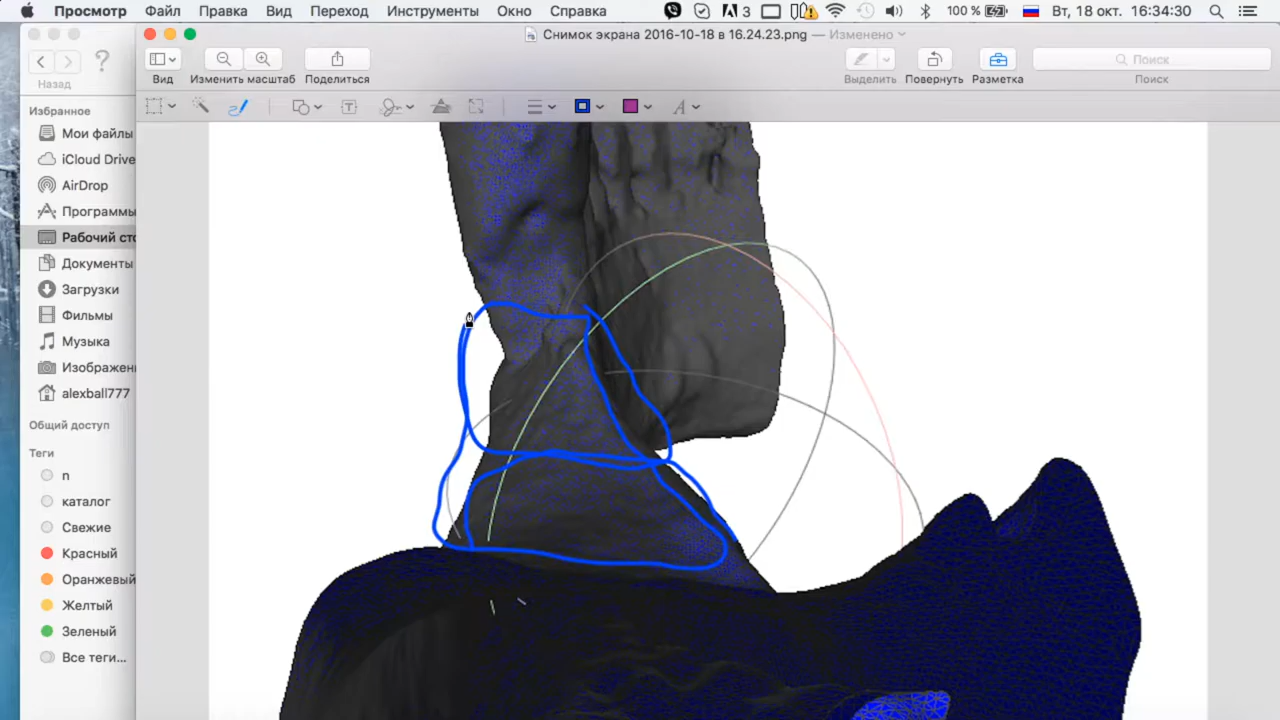 Просмотр Файл Правка Вид Переход Инструменты Окно Справка 3 100 % Вт, 18 окт. 16:34:30
Снимок экрана 2016-10-18 в 16.24.23.png — Изменено
Назад
Вид Изменить масштаб Поделиться Выделить Повернуть Разметка Поиск
Поиск
T A
Избранное
Мои файлы
iCloud Drive
AirDrop
Программы
Рабочий сто
Документы
Загрузки
Фильмы
Музыка
Изображен
alexball777
Общий доступ
Теги
n
каталог
Свежие
Красный
Оранжевый
Желтый
Зеленый
Все теги...